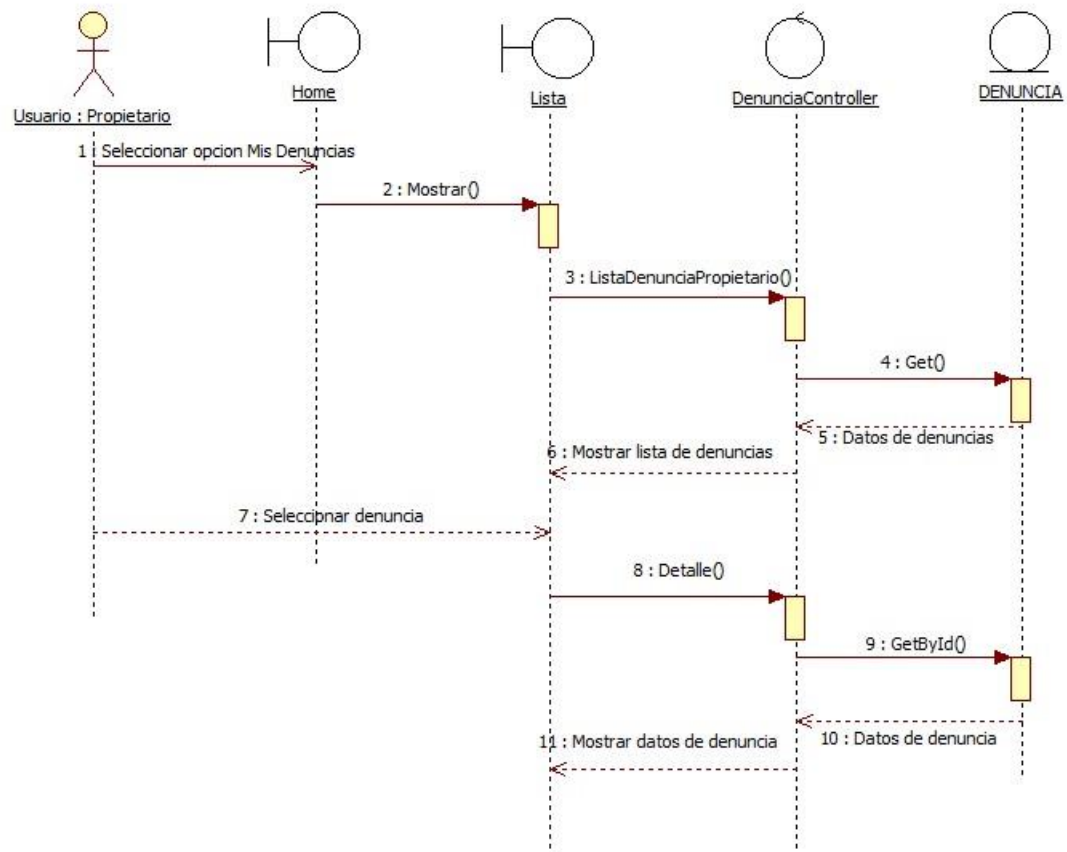 Usuario : Propietario
Home
Lista
DenunciaController
DENUNCIA
1 : Seleccionar opcion Mis Denuncias
2 : Mostrar()
3 : ListaDenunciaPropietario()
4 : Get()
5 : Datos de denuncias
6 : Mostrar lista de denuncias
7 : Seleccionar denuncia
8 : Detalle()
9 : GetById()
10 : Datos de denuncia
11 : Mostrar datos de denuncia